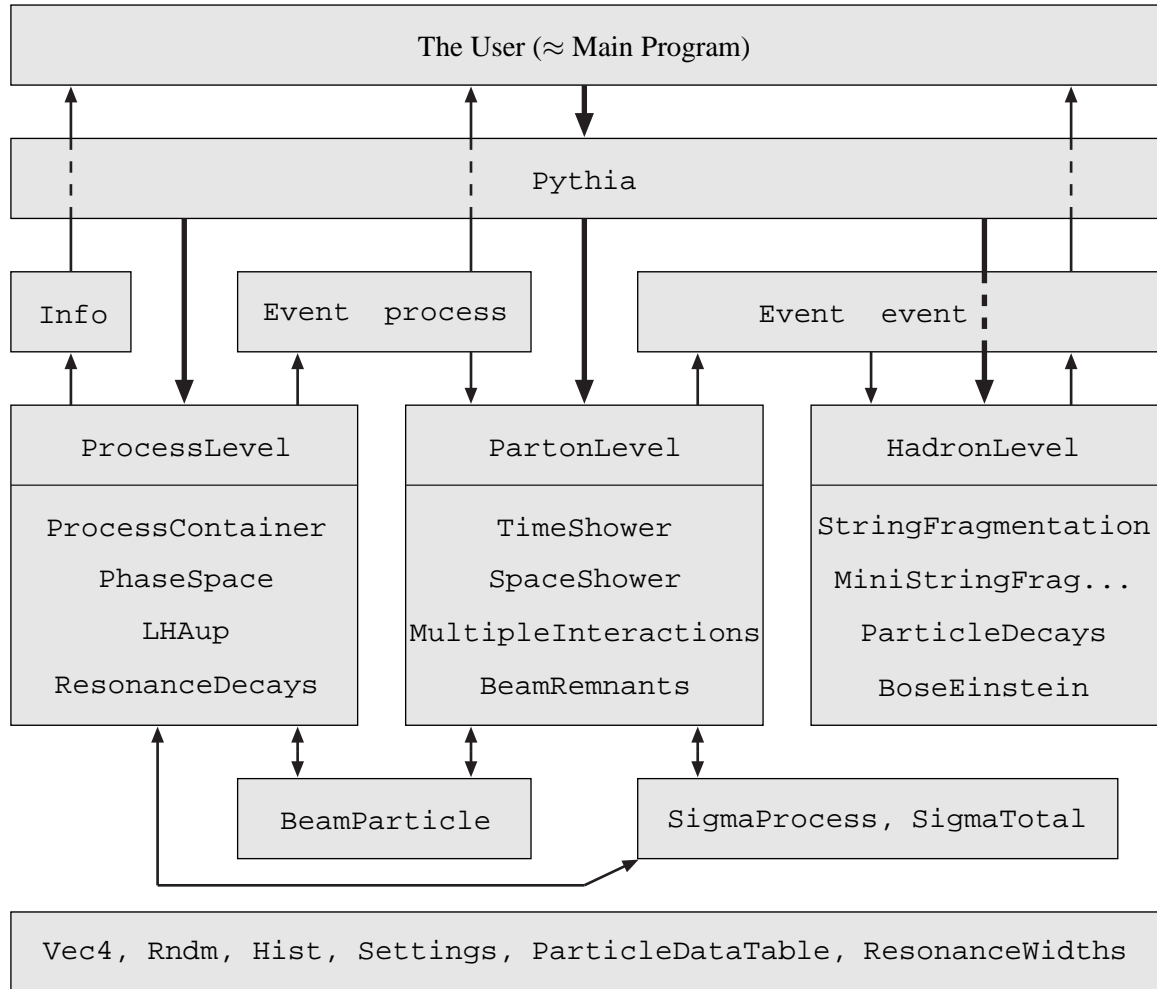 The User (≈ Main Program)
Pythia
Info
Event process
Event event
ProcessLevel
ProcessContainer
PhaseSpace
LHAup
ResonanceDecays
PartonLevel
TimeShower
SpaceShower
MultipleInteractions
BeamRemnants
HadronLevel
StringFragmentation
MiniStringFrag...
ParticleDecays
BoseEinstein
BeamParticle
SigmaProcess, SigmaTotal
Vec4, Rndm, Hist, Settings, ParticleDataTable, ResonanceWidths